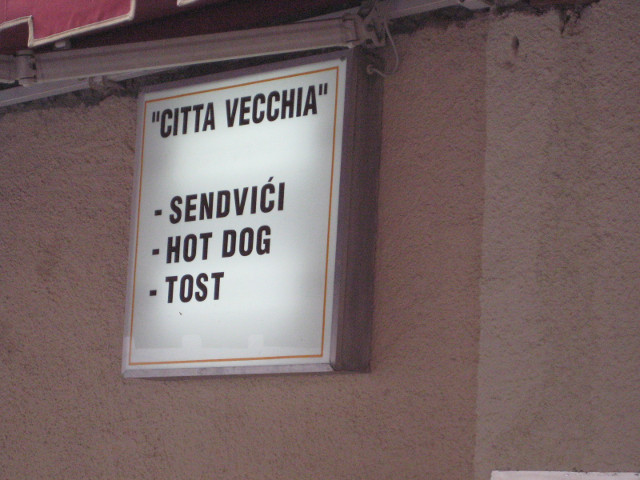 "CITTA VECCHIA"
- SENDVIĆI
- HOT DOG
- TOST